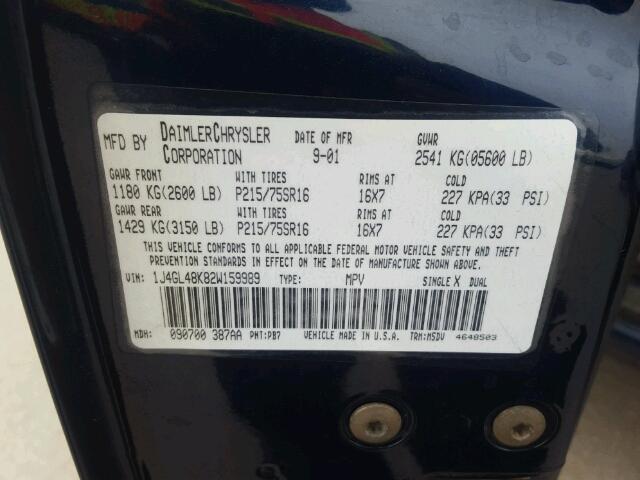 MFD BY DAIMLERCHRYSLER CORPORATION DATE OF MFR 9-01 GVWR 2541 KG(05600 LB)
GAWR FRONT WITH TIRES RIMS AT COLD
1180 KG(2600 LB) P215/75SR16 16X7 227 KPA(33 PSI)
GAWR REAR WITH TIRES RIMS AT COLD
1429 KG(3150 LB) P215/75SR16 16X7 227 KPA(33 PSI)
THIS VEHICLE CONFORMS TO ALL APPLICABLE FEDERAL MOTOR VEHICLE SAFETY AND THEFT
PREVENTION STANDARDS IN EFFECT ON THE DATE OF MANUFACTURE SHOWN ABOVE.
VIN: 1J4GL48K82W159989 TYPE: MPV SINGLE X DUAL
MDH: 090700 387AA PNT:PB7 VEHICLE MADE IN U.S.A. TRM:MSDV 4648503